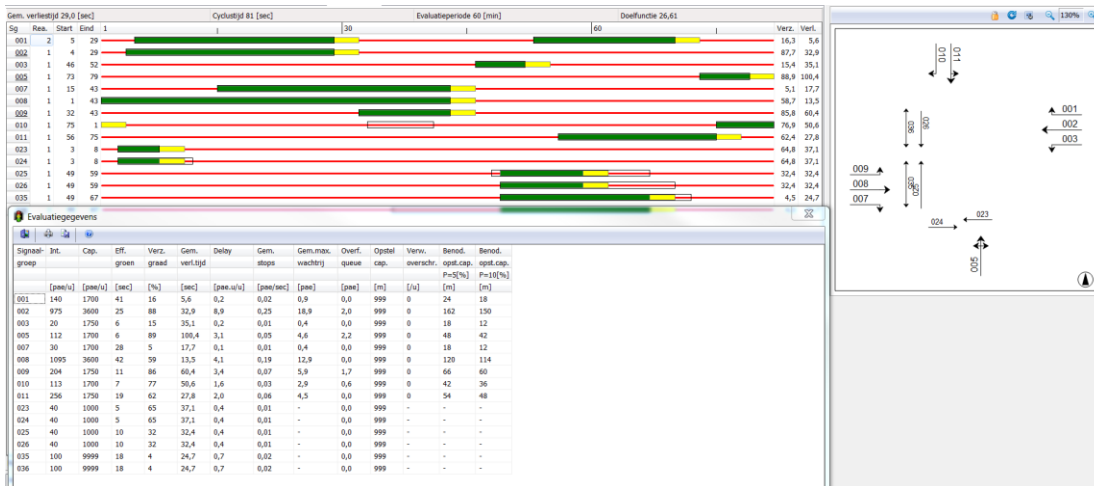 Gem. verliestijd 29,0 [sec] Cyclustijd 81 [sec] Evaluatieperiode 60 [min] Doelfunctie 26,61
Sg Rea. Start Eind 1 30 60 Verz. Verl.
001 2 5 29 16,3 5,6
002 1 4 29 87,7 32,9
003 1 46 52 15,4 35,1
005 1 73 79 88,9 100,4
007 1 15 43 5,1 17,7
008 1 1 43 58,7 13,5
009 1 32 43 85,8 60,4
010 1 75 1 76,9 50,6
011 1 56 75 62,4 27,8
023 1 3 8 64,8 37,1
024 1 3 8 64,8 37,1
025 1 49 59 32,4 32,4
026 1 49 59 32,4 32,4
035 1 49 67 4,5 24,7
Evaluatiegegevens
Signaal- Int. Cap. Eff. Verz. Gem. Delay Gem. Gem.max. Overf. Opstel Verw. Benod. Benod.
groep groen graad verl.tijd stops wachtrij queue cap. overschr. opst.cap. opst.cap.
P=5[%] P=10[%]
[pae/u] [pae/u] [sec] [%] [sec] [pae.u/u] [pae/sec] [pae] [pae] [m] [/u] [m] [m]
001 140 1700 41 16 5,6 0,2 0,02 0,9 0,0 999 0 24 18
002 975 3600 25 88 32,9 8,9 0,25 18,9 2,0 999 0 162 150
003 20 1750 6 15 35,1 0,2 0,01 0,4 0,0 999 0 18 12
005 112 1700 6 89 100,4 3,1 0,05 4,6 2,2 999 0 48 42
007 30 1700 28 5 17,7 0,1 0,01 0,4 0,0 999 0 18 12
008 1095 3600 42 59 13,5 4,1 0,19 12,9 0,0 999 0 120 114
009 204 1750 11 86 60,4 3,4 0,07 5,9 1,7 999 0 66 60
010 113 1700 7 77 50,6 1,6 0,03 2,9 0,6 999 0 42 36
011 256 1750 19 62 27,8 2,0 0,06 4,5 0,0 999 0 54 48
023 40 1000 5 65 37,1 0,4 0,01 - 0,0 999 - - -
024 40 1000 5 65 37,1 0,4 0,01 - 0,0 999 - - -
025 40 1000 10 32 32,4 0,4 0,01 - 0,0 999 - - -
026 40 1000 10 32 32,4 0,4 0,01 - 0,0 999 - - -
035 100 9999 18 4 24,7 0,7 0,02 - 0,0 999 - - -
036 100 9999 18 4 24,7 0,7 0,02 - 0,0 999 - - -
130%
010 011
001
002
003
036 026
009
008
007
035 025
024 023
005